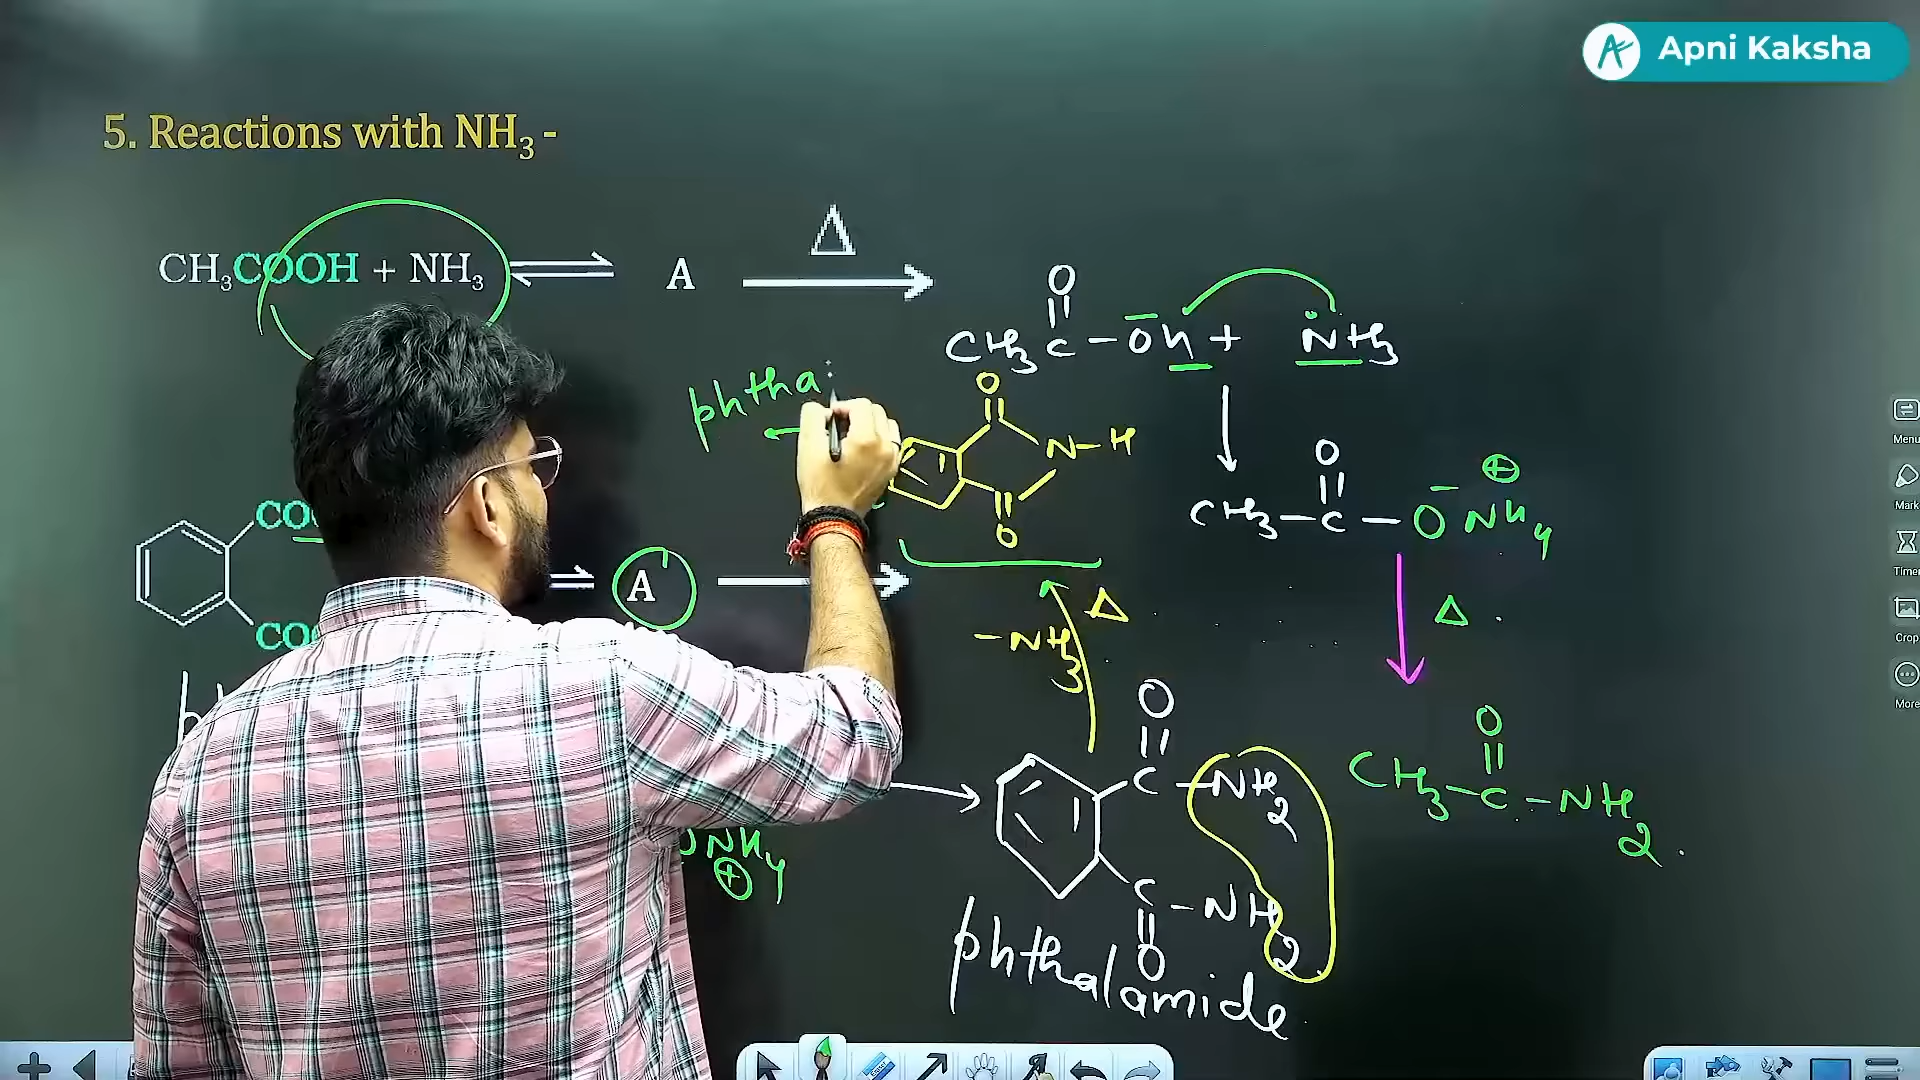 Apni Kaksha
5. Reactions with NH₃ -
CH₃COOH + NH₃ ⇌ A Δ →
O
CH₃ C - Oh + NH₃
phtha
O
N-H
O
O
CH₃ - C - O⁻ NH₄ ⊕
COO
A'
COO
-NH₃ Δ
Δ
O
C - NH₂
O
CH₃ - C - NH₂
NH₄
⊕
C - NH₂
O
phthalamide
Menu
Mark
Timer
Crop
More